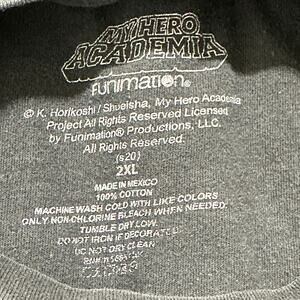 MY HERO
ACADEMIA
FUNIMATION®
© K. Horikoshi / Shueisha, My Hero Academia
Project All Rights Reserved Licensed
by Funimation® Productions, LLC.
All Rights Reserved.
(s20)
2XL
MADE IN MEXICO
100% COTTON
MACHINE WASH COLD WITH LIKE COLORS
ONLY NON-CHLORINE BLEACH WHEN NEEDED.
TUMBLE DRY LOW.
DO NOT IRON IF DECORATED.
DO NOT DRY CLEAN